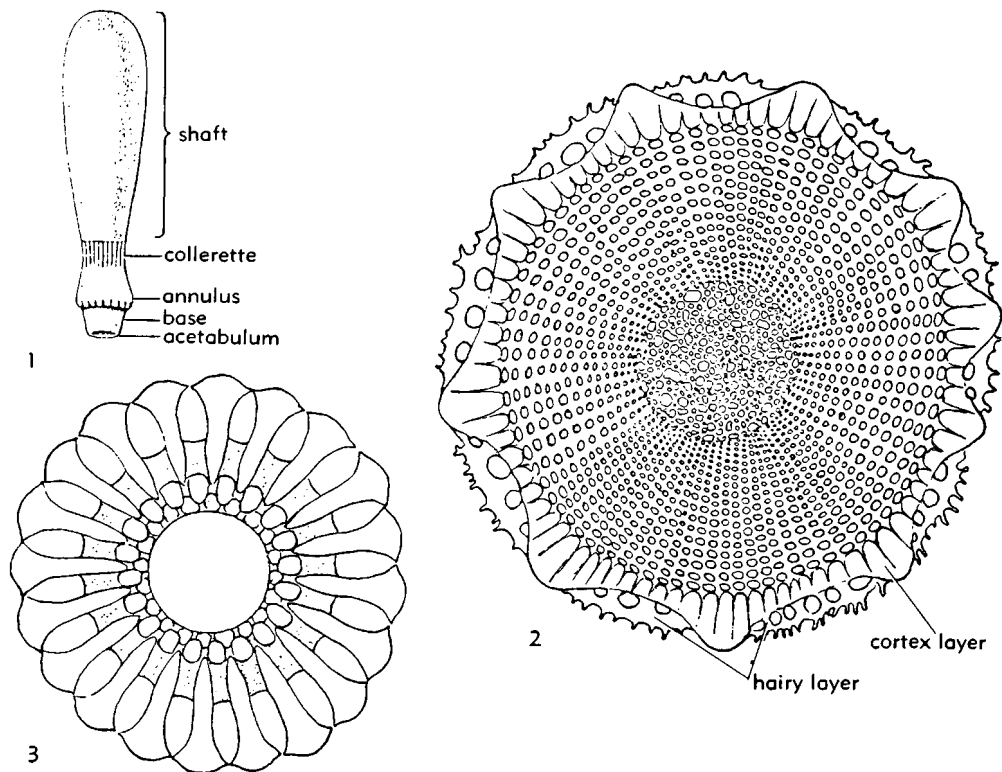 shaft
collerette
annulus
base
acetabulum
1
2
cortex layer
hairy layer
3